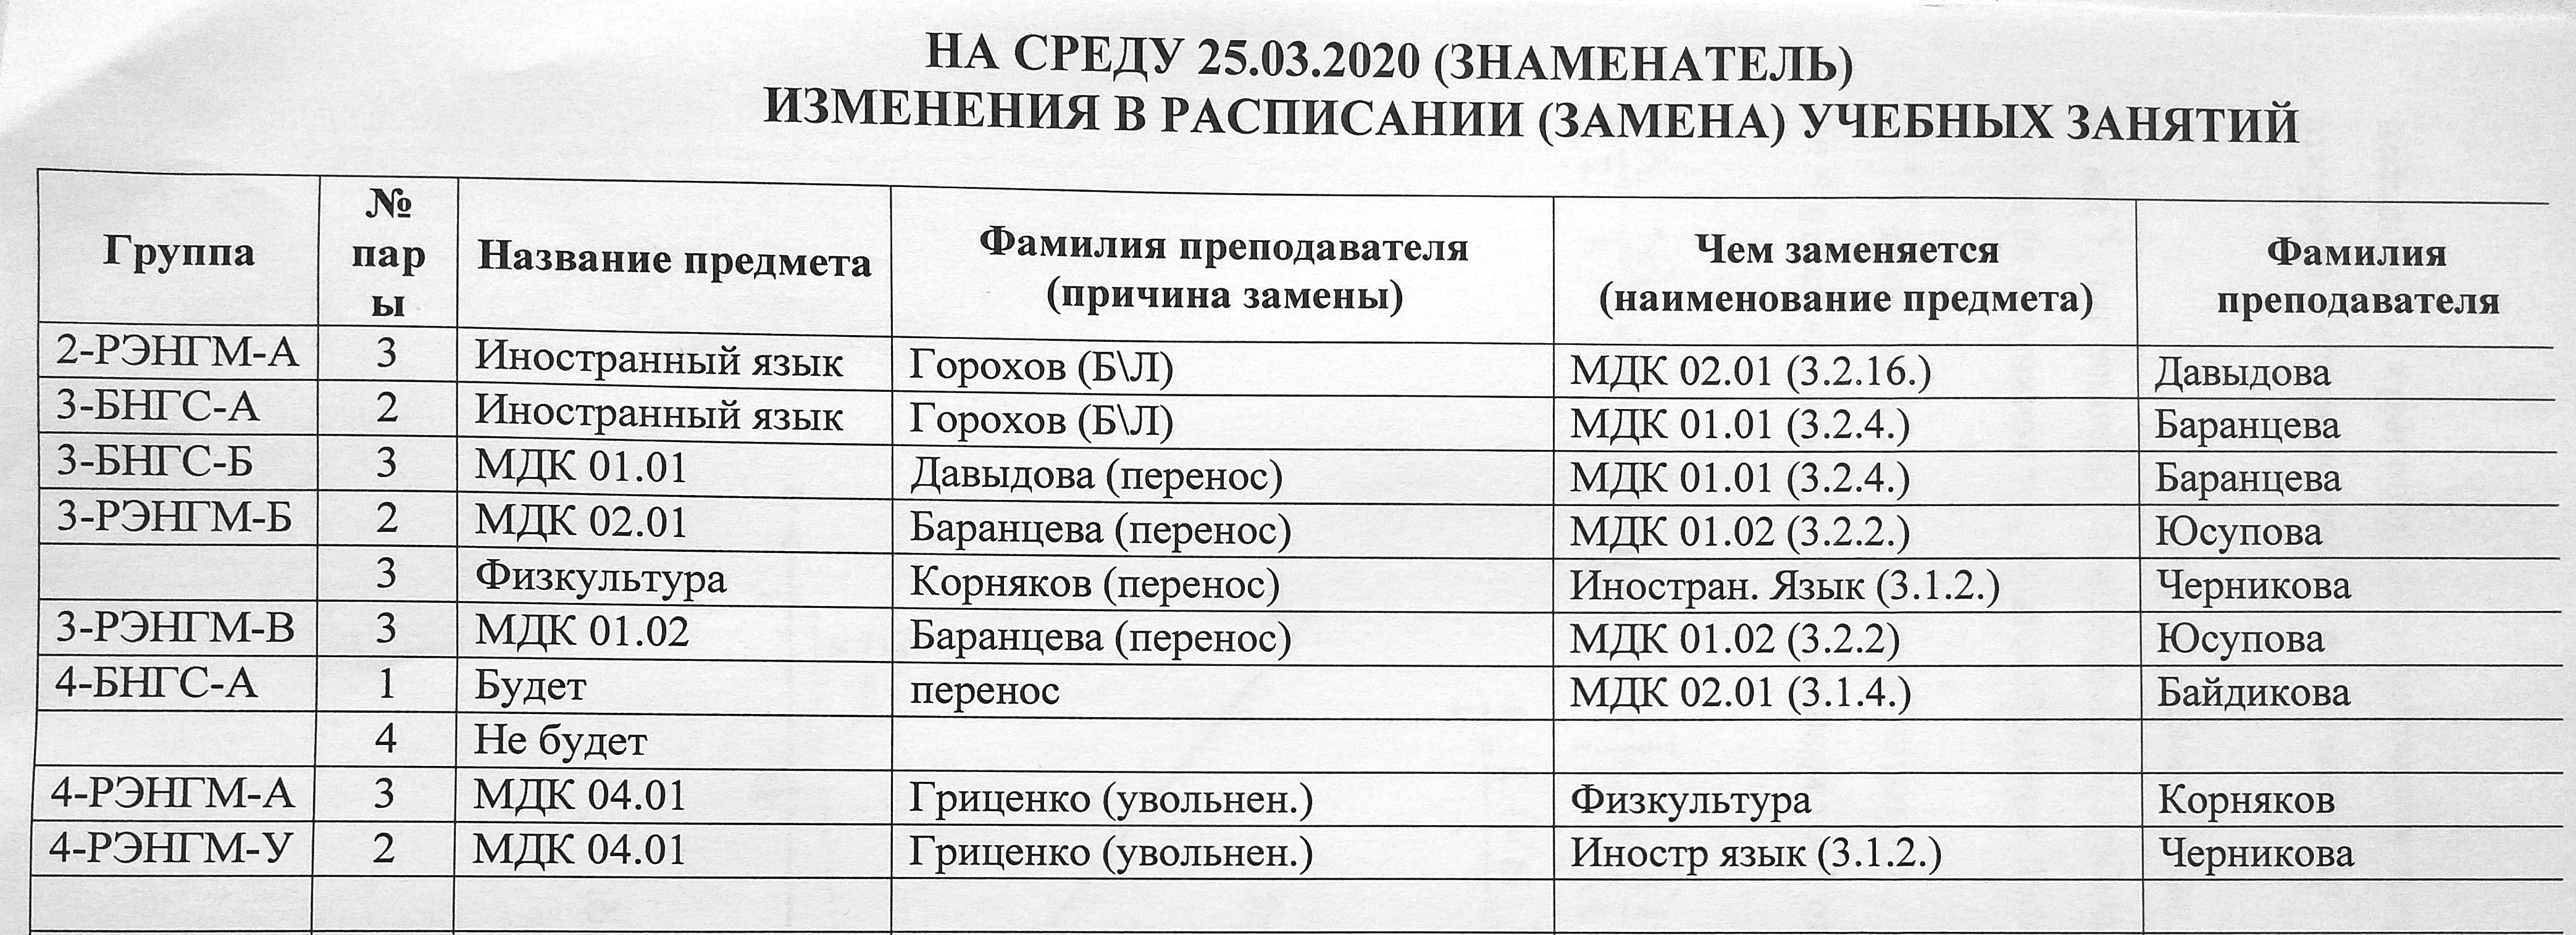 НА СРЕДУ 25.03.2020 (ЗНАМЕНАТЕЛЬ)
ИЗМЕНЕНИЯ В РАСПИСАНИИ (ЗАМЕНА) УЧЕБНЫХ ЗАНЯТИЙ
Группа № пар ы Название предмета Фамилия преподавателя (причина замены) Чем заменяется (наименование предмета) Фамилия преподавателя
2-РЭНГМ-А 3 Иностранный язык Горохов (Б\Л) МДК 02.01 (3.2.16.) Давыдова
3-БНГС-А 2 Иностранный язык Горохов (Б\Л) МДК 01.01 (3.2.4.) Баранцева
3-БНГС-Б 3 МДК 01.01 Давыдова (перенос) МДК 01.01 (3.2.4.) Баранцева
3-РЭНГМ-Б 2 МДК 02.01 Баранцева (перенос) МДК 01.02 (3.2.2.) Юсупова
3 Физкультура Корняков (перенос) Иностран. Язык (3.1.2.) Черникова
3-РЭНГМ-В 3 МДК 01.02 Баранцева (перенос) МДК 01.02 (3.2.2) Юсупова
4-БНГС-А 1 Будет перенос МДК 02.01 (3.1.4.) Байдикова
4 Не будет
4-РЭНГМ-А 3 МДК 04.01 Гриценко (увольнен.) Физкультура Корняков
4-РЭНГМ-У 2 МДК 04.01 Гриценко (увольнен.) Иностр язык (3.1.2.) Черникова